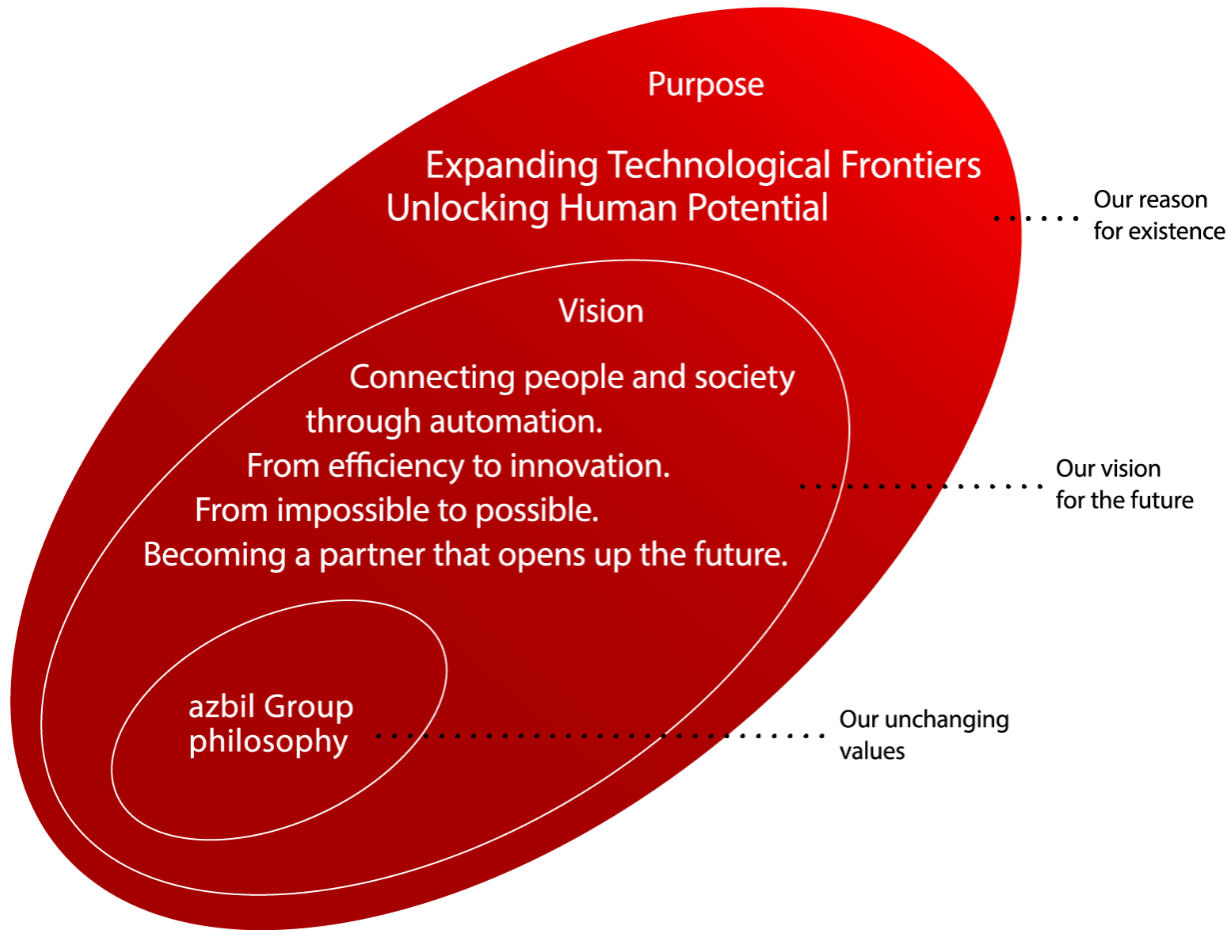 Purpose
Expanding Technological Frontiers
Unlocking Human Potential
Our reason
for existence
Vision
Connecting people and society
through automation.
From efficiency to innovation.
From impossible to possible.
Becoming a partner that opens up the future.
Our vision
for the future
azbil Group
philosophy
Our unchanging
values